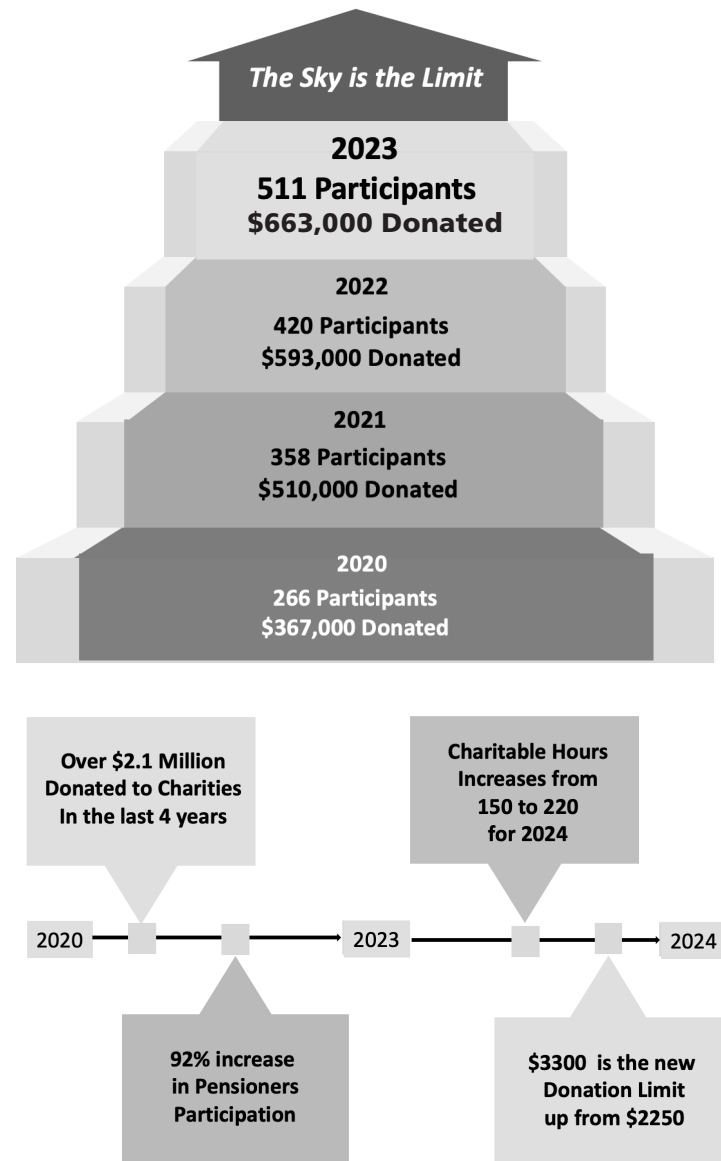 The Sky is the Limit
2023
511 Participants
$663,000 Donated
2022
420 Participants
$593,000 Donated
2021
358 Participants
$510,000 Donated
2020
266 Participants
$367,000 Donated
Over $2.1 Million
Donated to Charities
In the last 4 years
Charitable Hours
Increases from
150 to 220
for 2024
2020
2023
2024
92% increase
in Pensioners
Participation
$3300 is the new
Donation Limit
up from $2250